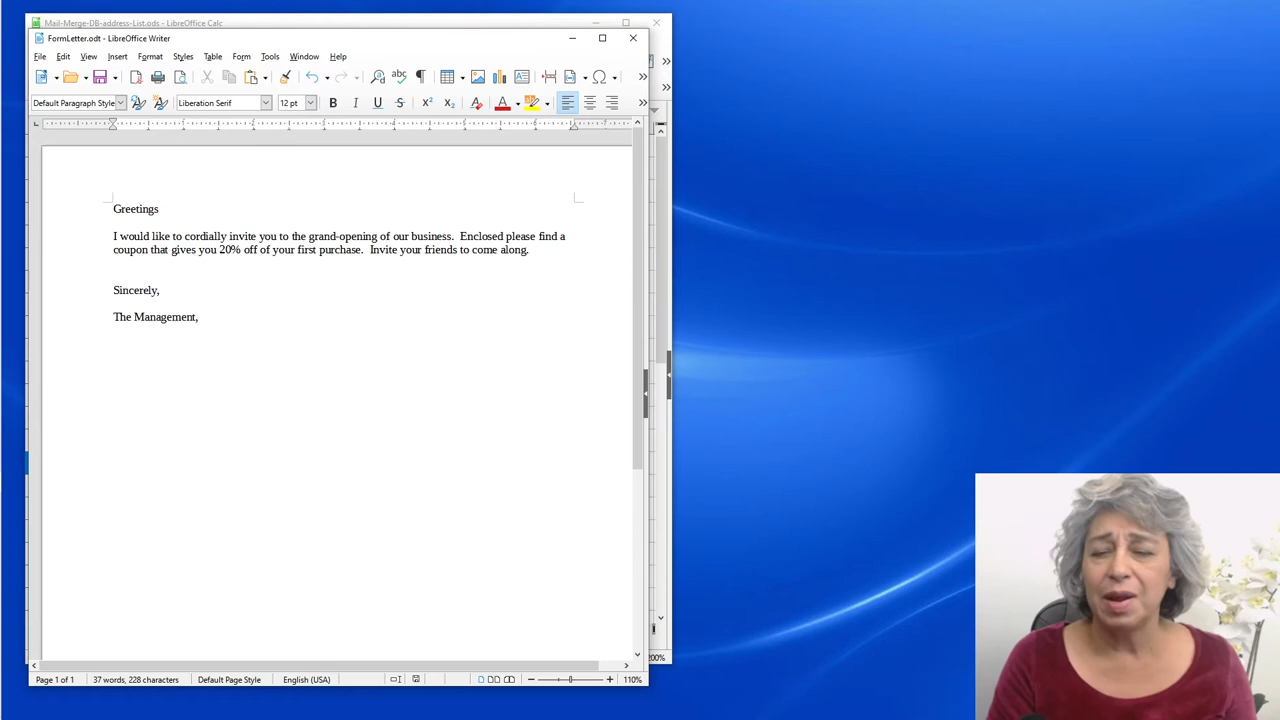 Mail-Merge-DB-address-List.ods - LibreOffice Calc
FormLetter.odt - LibreOffice Writer
File Edit View Insert Format Styles Table Form Tools Window Help
Default Paragraph Style Liberation Serif 12 pt
Greetings
I would like to cordially invite you to the grand-opening of our business. Enclosed please find a
coupon that gives you 20% off of your first purchase. Invite your friends to come along.
Sincerely,
The Management,
Page 1 of 1 37 words, 228 characters Default Page Style English (USA) 110%